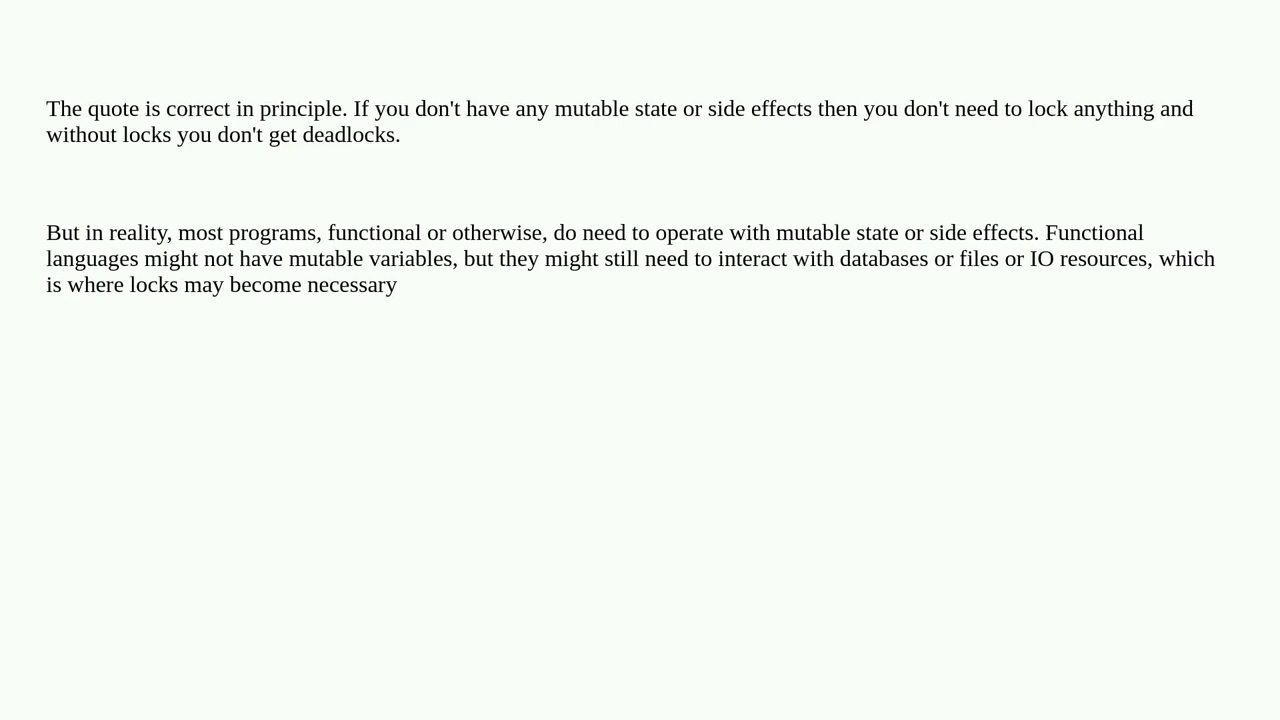 The quote is correct in principle. If you don't have any mutable state or side effects then you don't need to lock anything and
without locks you don't get deadlocks.
But in reality, most programs, functional or otherwise, do need to operate with mutable state or side effects. Functional
languages might not have mutable variables, but they might still need to interact with databases or files or IO resources, which
is where locks may become necessary